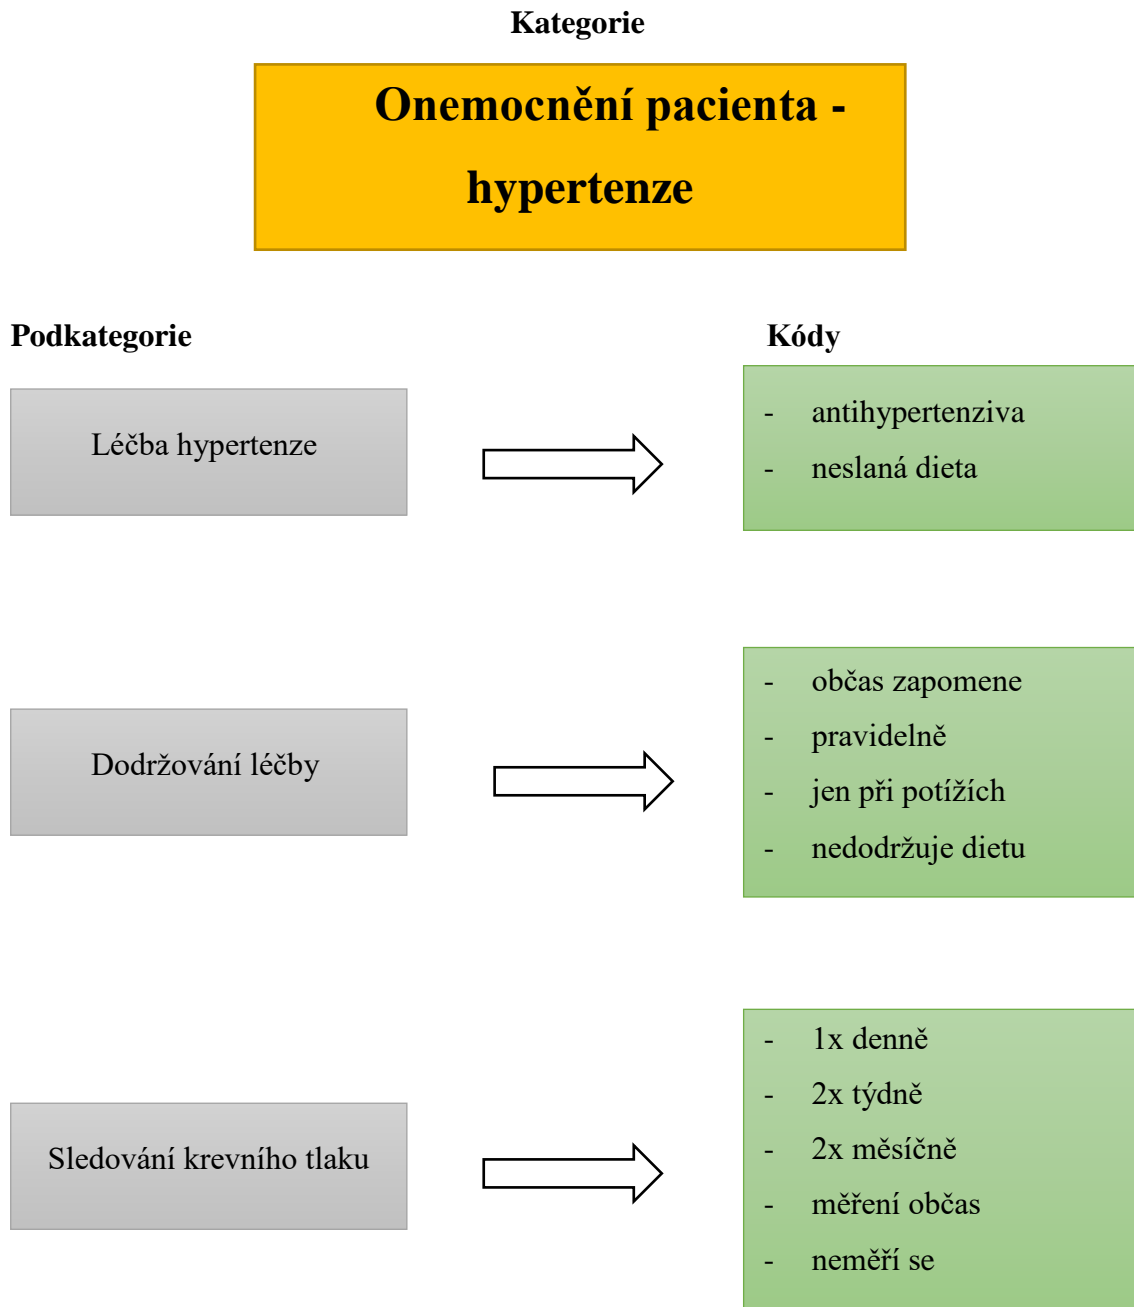 Kategorie
Onemocnění pacienta -
hypertenze
Podkategorie
Kódy
Léčba hypertenze
- antihypertenziva
- neslaná dieta
Dodržování léčby
- občas zapomene
- pravidelně
- jen při potížích
- nedodržuje dietu
Sledování krevního tlaku
- 1x denně
- 2x týdně
- 2x měsíčně
- měření občas
- neměří se